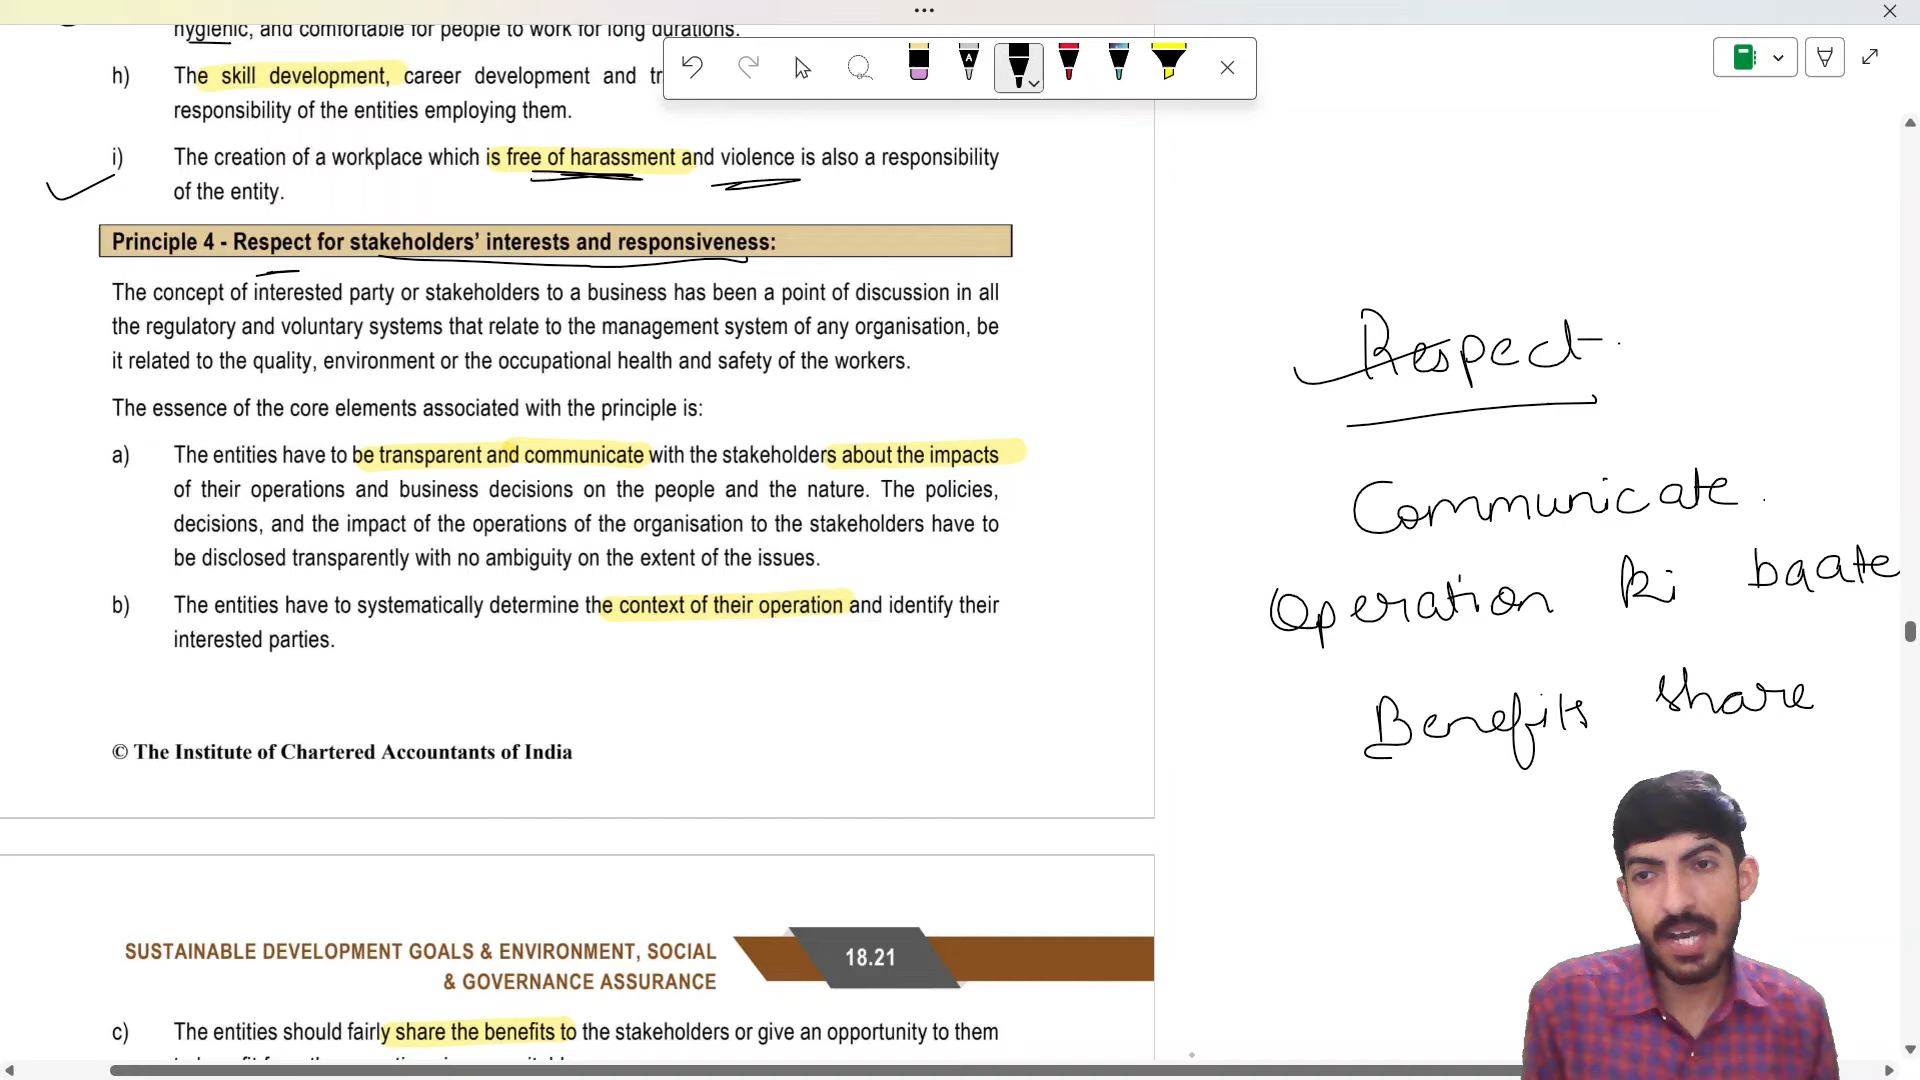 hygienic, and comfortable for people to work for long durations.
h) The skill development, career development and tr
responsibility of the entities employing them.
i) The creation of a workplace which is free of harassment and violence is also a responsibility
of the entity.
Principle 4 - Respect for stakeholders' interests and responsiveness:
The concept of interested party or stakeholders to a business has been a point of discussion in all
the regulatory and voluntary systems that relate to the management system of any organisation, be
it related to the quality, environment or the occupational health and safety of the workers.
The essence of the core elements associated with the principle is:
a) The entities have to be transparent and communicate with the stakeholders about the impacts
of their operations and business decisions on the people and the nature. The policies,
decisions, and the impact of the operations of the organisation to the stakeholders have to
be disclosed transparently with no ambiguity on the extent of the issues.
b) The entities have to systematically determine the context of their operation and identify their
interested parties.
© The Institute of Chartered Accountants of India
SUSTAINABLE DEVELOPMENT GOALS & ENVIRONMENT, SOCIAL
& GOVERNANCE ASSURANCE
18.21
c) The entities should fairly share the benefits to the stakeholders or give an opportunity to them
Respect
Communicate
Operation ki baate
Benefits share